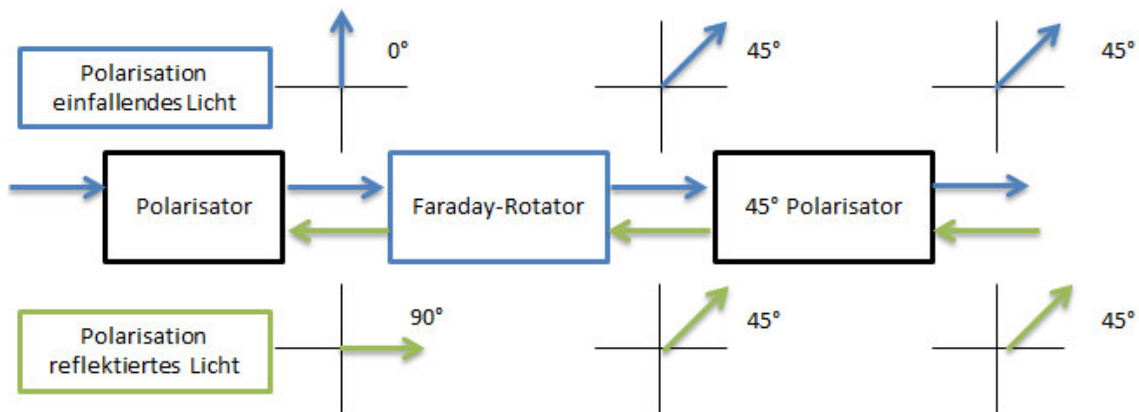 0°
45°
45°
Polarisation
einfallendes Licht
Polarisator
Faraday-Rotator
45° Polarisator
90°
45°
45°
Polarisation
reflektiertes Licht